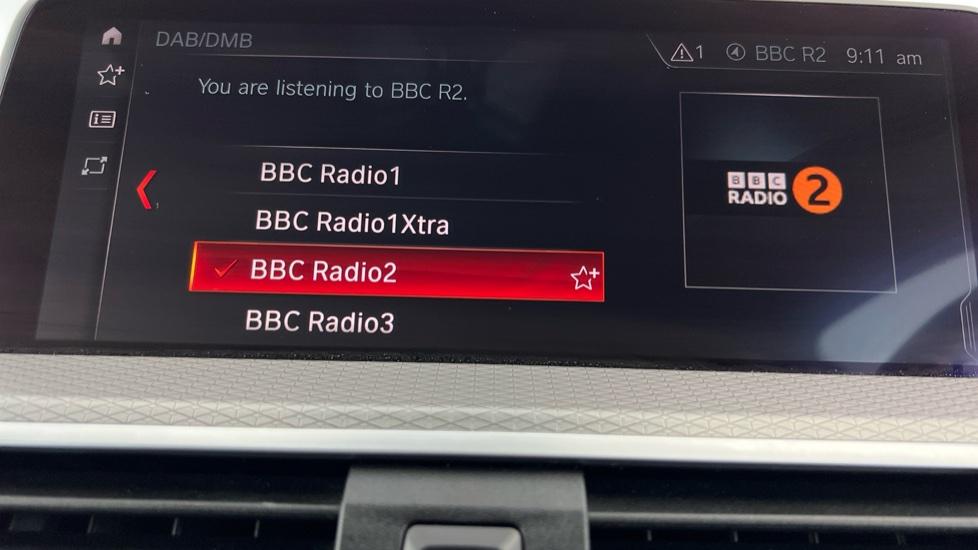 DAB/DMB
1 BBC R2 9:11 am
You are listening to BBC R2.
BBC Radio1
BBC Radio1Xtra
BBC Radio2
BBC Radio3
1
BBC
RADIO 2